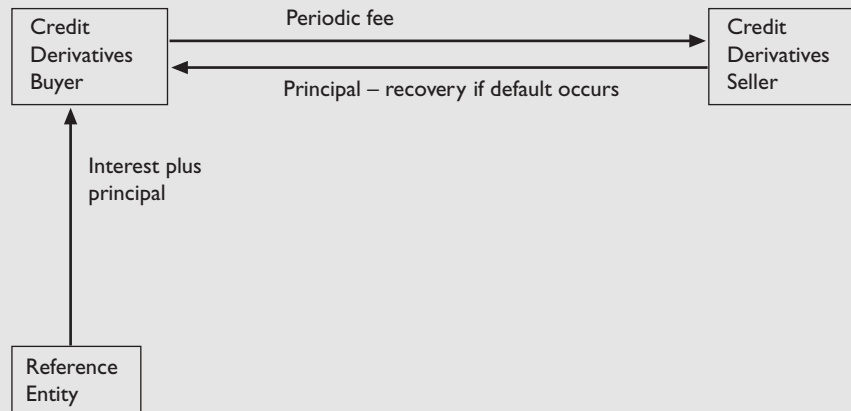 Periodic fee
Credit
Derivatives
Buyer
Credit
Derivatives
Seller
Principal – recovery if default occurs
Interest plus
principal
Reference
Entity